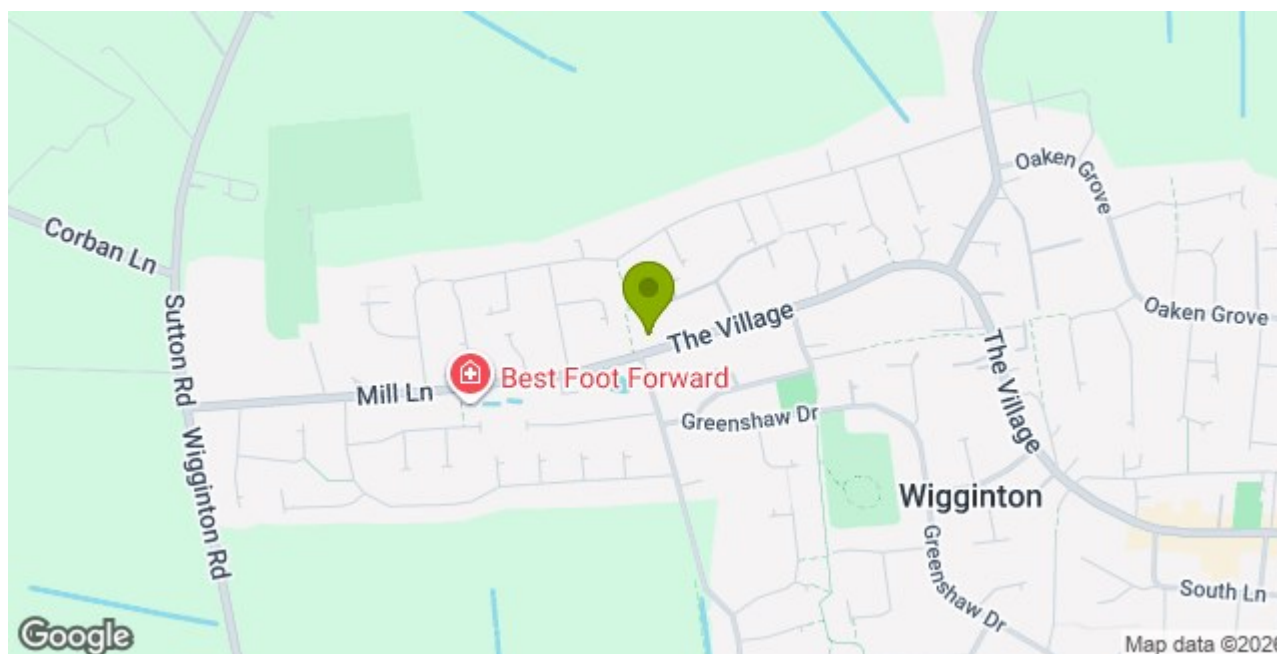 Oaken Grove
Corban Ln
Sutton Rd
The Village
Oaken Grove
The Village
Best Foot Forward
Mill Ln
Greenshaw Dr
Wigginton Rd
Wigginton
Greenshaw Dr
South Ln
Google
Map data ©2026